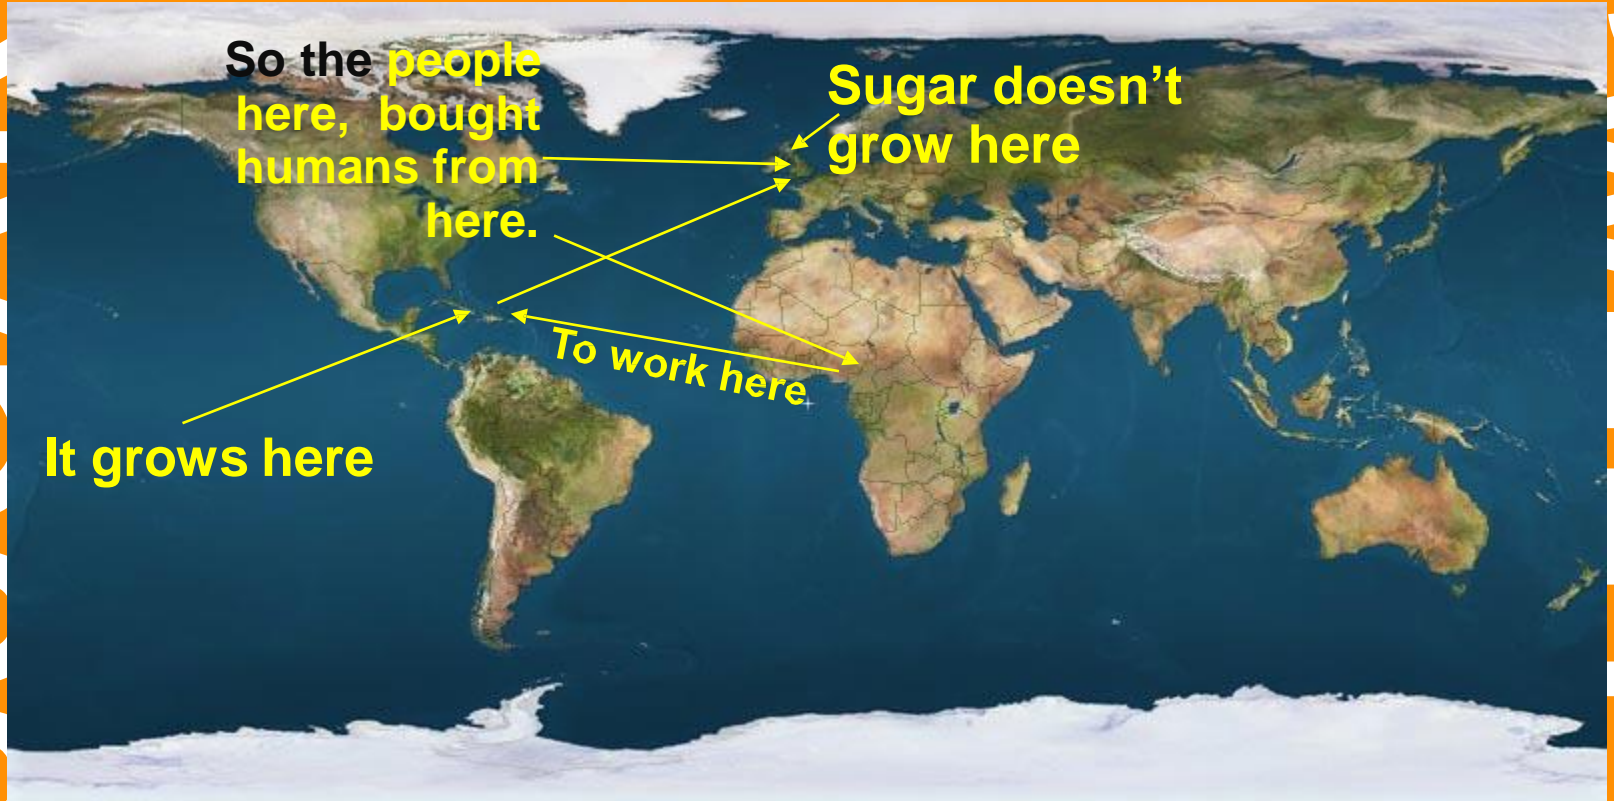 So the people
here, bought
humans from
here.
Sugar doesn’t
grow here
To work here
It grows here